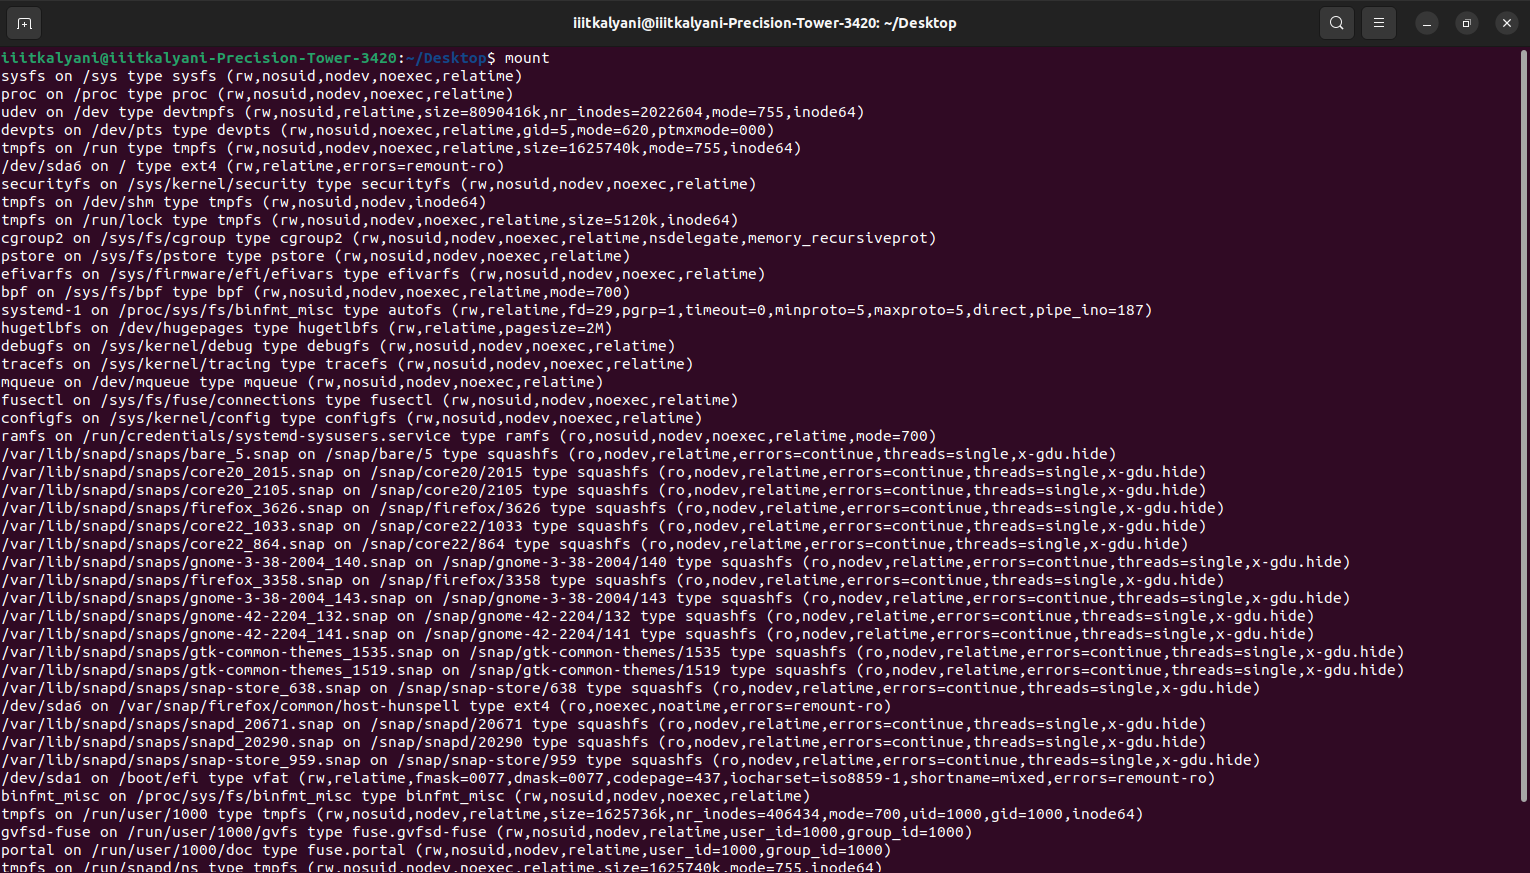 iiitkalyani@iiitkalyani-Precision-Tower-3420: ~/Desktop
iiitkalyani@iiitkalyani-Precision-Tower-3420:~/Desktop$ mount
sysfs on /sys type sysfs (rw,nosuid,nodev,noexec,relatime)
proc on /proc type proc (rw,nosuid,nodev,noexec,relatime)
udev on /dev type devtmpfs (rw,nosuid,relatime,size=8090416k,nr_inodes=2022604,mode=755,inode64)
devpts on /dev/pts type devpts (rw,nosuid,noexec,relatime,gid=5,mode=620,ptmxmode=000)
tmpfs on /run type tmpfs (rw,nosuid,nodev,noexec,relatime,size=1625740k,mode=755,inode64)
/dev/sda6 on / type ext4 (rw,relatime,errors=remount-ro)
securityfs on /sys/kernel/security type securityfs (rw,nosuid,nodev,noexec,relatime)
tmpfs on /dev/shm type tmpfs (rw,nosuid,nodev,inode64)
tmpfs on /run/lock type tmpfs (rw,nosuid,nodev,noexec,relatime,size=5120k,inode64)
cgroup2 on /sys/fs/cgroup type cgroup2 (rw,nosuid,nodev,noexec,relatime,nsdelegate,memory_recursiveprot)
pstore on /sys/fs/pstore type pstore (rw,nosuid,nodev,noexec,relatime)
efivarfs on /sys/firmware/efi/efivars type efivarfs (rw,nosuid,nodev,noexec,relatime)
bpf on /sys/fs/bpf type bpf (rw,nosuid,nodev,noexec,relatime,mode=700)
systemd-1 on /proc/sys/fs/binfmt_misc type autofs (rw,relatime,fd=29,pgrp=1,timeout=0,minproto=5,maxproto=5,direct,pipe_ino=187)
hugetlbfs on /dev/hugepages type hugetlbfs (rw,relatime,pagesize=2M)
debugfs on /sys/kernel/debug type debugfs (rw,nosuid,nodev,noexec,relatime)
tracefs on /sys/kernel/tracing type tracefs (rw,nosuid,nodev,noexec,relatime)
mqueue on /dev/mqueue type mqueue (rw,nosuid,nodev,noexec,relatime)
fusectl on /sys/fs/fuse/connections type fusectl (rw,nosuid,nodev,noexec,relatime)
configfs on /sys/kernel/config type configfs (rw,nosuid,nodev,noexec,relatime)
ramfs on /run/credentials/systemd-sysusers.service type ramfs (ro,nosuid,nodev,noexec,relatime,mode=700)
/var/lib/snapd/snaps/bare_5.snap on /snap/bare/5 type squashfs (ro,nodev,relatime,errors=continue,threads=single,x-gdu.hide)
/var/lib/snapd/snaps/core20_2015.snap on /snap/core20/2015 type squashfs (ro,nodev,relatime,errors=continue,threads=single,x-gdu.hide)
/var/lib/snapd/snaps/core20_2105.snap on /snap/core20/2105 type squashfs (ro,nodev,relatime,errors=continue,threads=single,x-gdu.hide)
/var/lib/snapd/snaps/firefox_3626.snap on /snap/firefox/3626 type squashfs (ro,nodev,relatime,errors=continue,threads=single,x-gdu.hide)
/var/lib/snapd/snaps/core22_1033.snap on /snap/core22/1033 type squashfs (ro,nodev,relatime,errors=continue,threads=single,x-gdu.hide)
/var/lib/snapd/snaps/core22_864.snap on /snap/core22/864 type squashfs (ro,nodev,relatime,errors=continue,threads=single,x-gdu.hide)
/var/lib/snapd/snaps/gnome-3-38-2004_140.snap on /snap/gnome-3-38-2004/140 type squashfs (ro,nodev,relatime,errors=continue,threads=single,x-gdu.hide)
/var/lib/snapd/snaps/firefox_3358.snap on /snap/firefox/3358 type squashfs (ro,nodev,relatime,errors=continue,threads=single,x-gdu.hide)
/var/lib/snapd/snaps/gnome-3-38-2004_143.snap on /snap/gnome-3-38-2004/143 type squashfs (ro,nodev,relatime,errors=continue,threads=single,x-gdu.hide)
/var/lib/snapd/snaps/gnome-42-2204_132.snap on /snap/gnome-42-2204/132 type squashfs (ro,nodev,relatime,errors=continue,threads=single,x-gdu.hide)
/var/lib/snapd/snaps/gnome-42-2204_141.snap on /snap/gnome-42-2204/141 type squashfs (ro,nodev,relatime,errors=continue,threads=single,x-gdu.hide)
/var/lib/snapd/snaps/gtk-common-themes_1535.snap on /snap/gtk-common-themes/1535 type squashfs (ro,nodev,relatime,errors=continue,threads=single,x-gdu.hide)
/var/lib/snapd/snaps/gtk-common-themes_1519.snap on /snap/gtk-common-themes/1519 type squashfs (ro,nodev,relatime,errors=continue,threads=single,x-gdu.hide)
/var/lib/snapd/snaps/snap-store_638.snap on /snap/snap-store/638 type squashfs (ro,nodev,relatime,errors=continue,threads=single,x-gdu.hide)
/dev/sda6 on /var/snap/firefox/common/host-hunspell type ext4 (ro,noexec,noatime,errors=remount-ro)
/var/lib/snapd/snaps/snapd_20671.snap on /snap/snapd/20671 type squashfs (ro,nodev,relatime,errors=continue,threads=single,x-gdu.hide)
/var/lib/snapd/snaps/snapd_20290.snap on /snap/snapd/20290 type squashfs (ro,nodev,relatime,errors=continue,threads=single,x-gdu.hide)
/var/lib/snapd/snaps/snap-store_959.snap on /snap/snap-store/959 type squashfs (ro,nodev,relatime,errors=continue,threads=single,x-gdu.hide)
/dev/sda1 on /boot/efi type vfat (rw,relatime,fmask=0077,dmask=0077,codepage=437,iocharset=iso8859-1,shortname=mixed,errors=remount-ro)
binfmt_misc on /proc/sys/fs/binfmt_misc type binfmt_misc (rw,nosuid,nodev,noexec,relatime)
tmpfs on /run/user/1000 type tmpfs (rw,nosuid,nodev,relatime,size=1625736k,nr_inodes=406434,mode=700,uid=1000,gid=1000,inode64)
gvfsd-fuse on /run/user/1000/gvfs type fuse.gvfsd-fuse (rw,nosuid,nodev,relatime,user_id=1000,group_id=1000)
portal on /run/user/1000/doc type fuse.portal (rw,nosuid,nodev,relatime,user_id=1000,group_id=1000)
tmpfs on /run/snapd/ns type tmpfs (rw,nosuid,nodev,noexec,relatime,size=1625740k,mode=755,inode64)